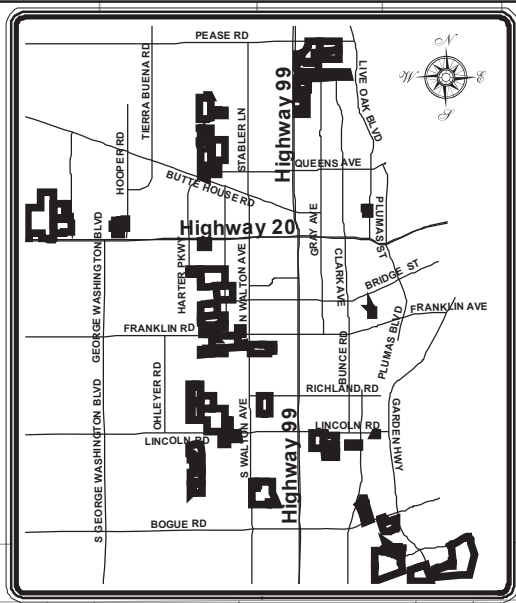 PEASE RD
N
W
E
S
TIERRA BUENA RD
Highway 99
LIVE OAK BLVD
STABLER LN
HOOPER RD
QUEENS AVE
BUTTE HOUSE RD
PLUMAS ST
Highway 20
GRAY AVE
GEORGE WASHINGTON BLVD
HARTER PKWY
N WALTON AVE
CLARK AVE
BRIDGE ST
FRANKLIN AVE
FRANKLIN RD
PLUMAS BLVD
BUNCE RD
OHLEYER RD
RICHLAND RD
S GEORGE WASHINGTON BLVD
S WALTON AVE
GARDEN HWY
LINCOLN RD
LINCOLN RD
Highway 99
BOGUE RD